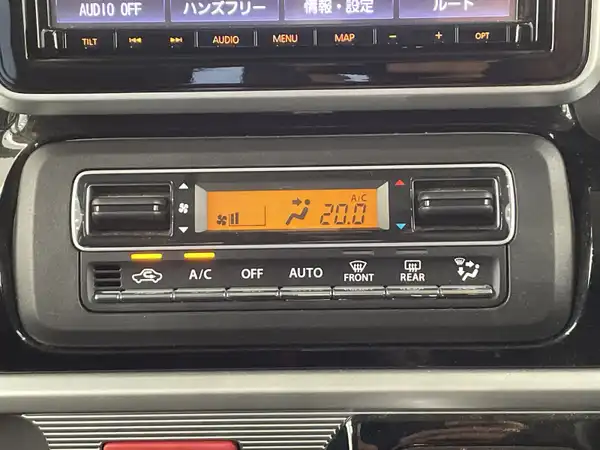 AUDIO OFF ハンズフリー 情報・設定 ルート
TILT AUDIO MENU MAP − + OPT
A/C
20.0
A/C OFF AUTO FRONT REAR